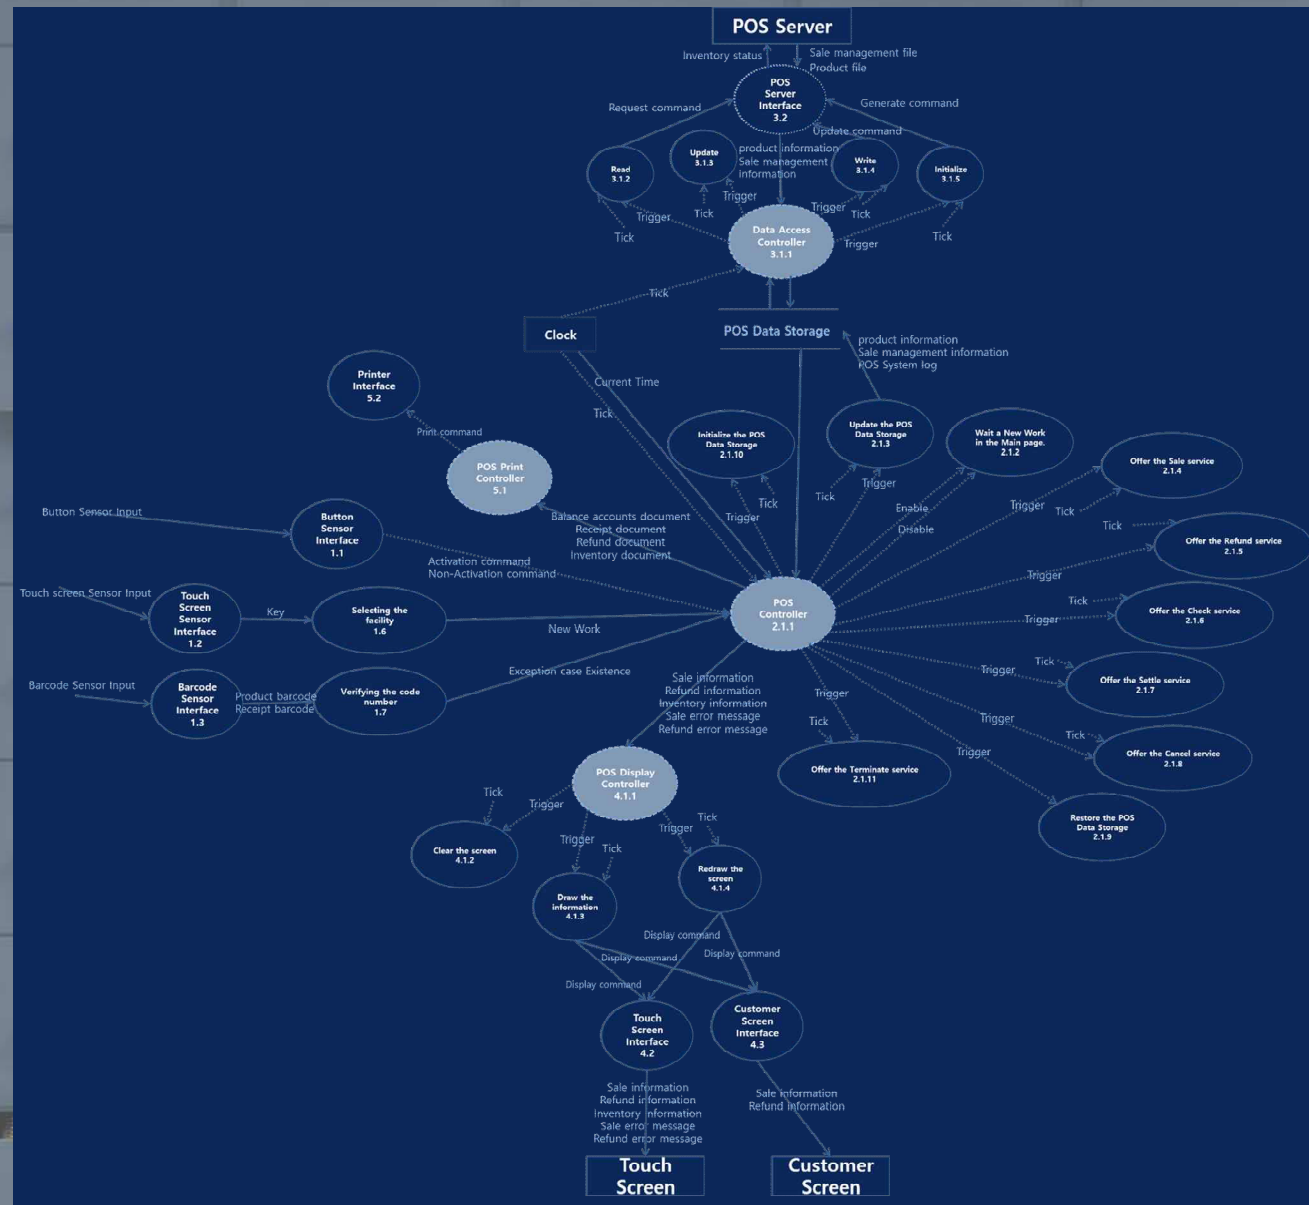 POS Server
Inventory status
Sale management file
Product file
POS
Server
Interface
3.2
Request command
Generate command
Update command
Read
3.1.2
Update
3.1.3
product information
Sale management
information
Write
3.1.4
Initialize
3.1.5
Trigger
Tick
Trigger
Tick
Trigger
Tick
Trigger
Tick
Data Access
Controller
3.1.1
Tick
Clock
POS Data Storage
product information
Sale management information
POS System log
Current Time
Tick
Printer
Interface
5.2
Print command
POS Print
Controller
5.1
Initialize the POS
Data Storage
2.1.10
Update the POS
Data Storage
2.1.3
Wait a New Work
in the Main page.
2.1.2
Offer the Sale service
2.1.4
Tick
Trigger
Tick
Trigger
Enable
Disable
Trigger
Tick
Tick
Offer the Refund service
2.1.5
Trigger
Button Sensor Input
Button
Sensor
Interface
1.1
Balance accounts document
Receipt document
Refund document
Inventory document
Activation command
Non-Activation command
Touch screen Sensor Input
Touch
Screen
Sensor
Interface
1.2
Key
Selecting the
facility
1.6
New Work
POS
Controller
2.1.1
Tick
Trigger
Offer the Check service
2.1.6
Barcode Sensor Input
Barcode
Sensor
Interface
1.3
Product barcode
Receipt barcode
Verifying the code
number
1.7
Exception case Existence
Sale information
Refund information
Inventory information
Sale error message
Refund error message
Trigger
Tick
Tick
Trigger
Offer the Settle service
2.1.7
Trigger
Tick
Offer the Cancel service
2.1.8
Trigger
Offer the Terminate service
2.1.11
Restore the POS
Data Storage
2.1.9
POS Display
Controller
4.1.1
Tick
Trigger
Trigger
Tick
Trigger
Tick
Clear the screen
4.1.2
Draw the
information
4.1.3
Redraw the
screen
4.1.4
Display command
Display command
Display command
Display command
Touch
Screen
Interface
4.2
Customer
Screen
Interface
4.3
Sale information
Refund information
Inventory information
Sale error message
Refund error message
Sale information
Refund information
Touch
Screen
Customer
Screen